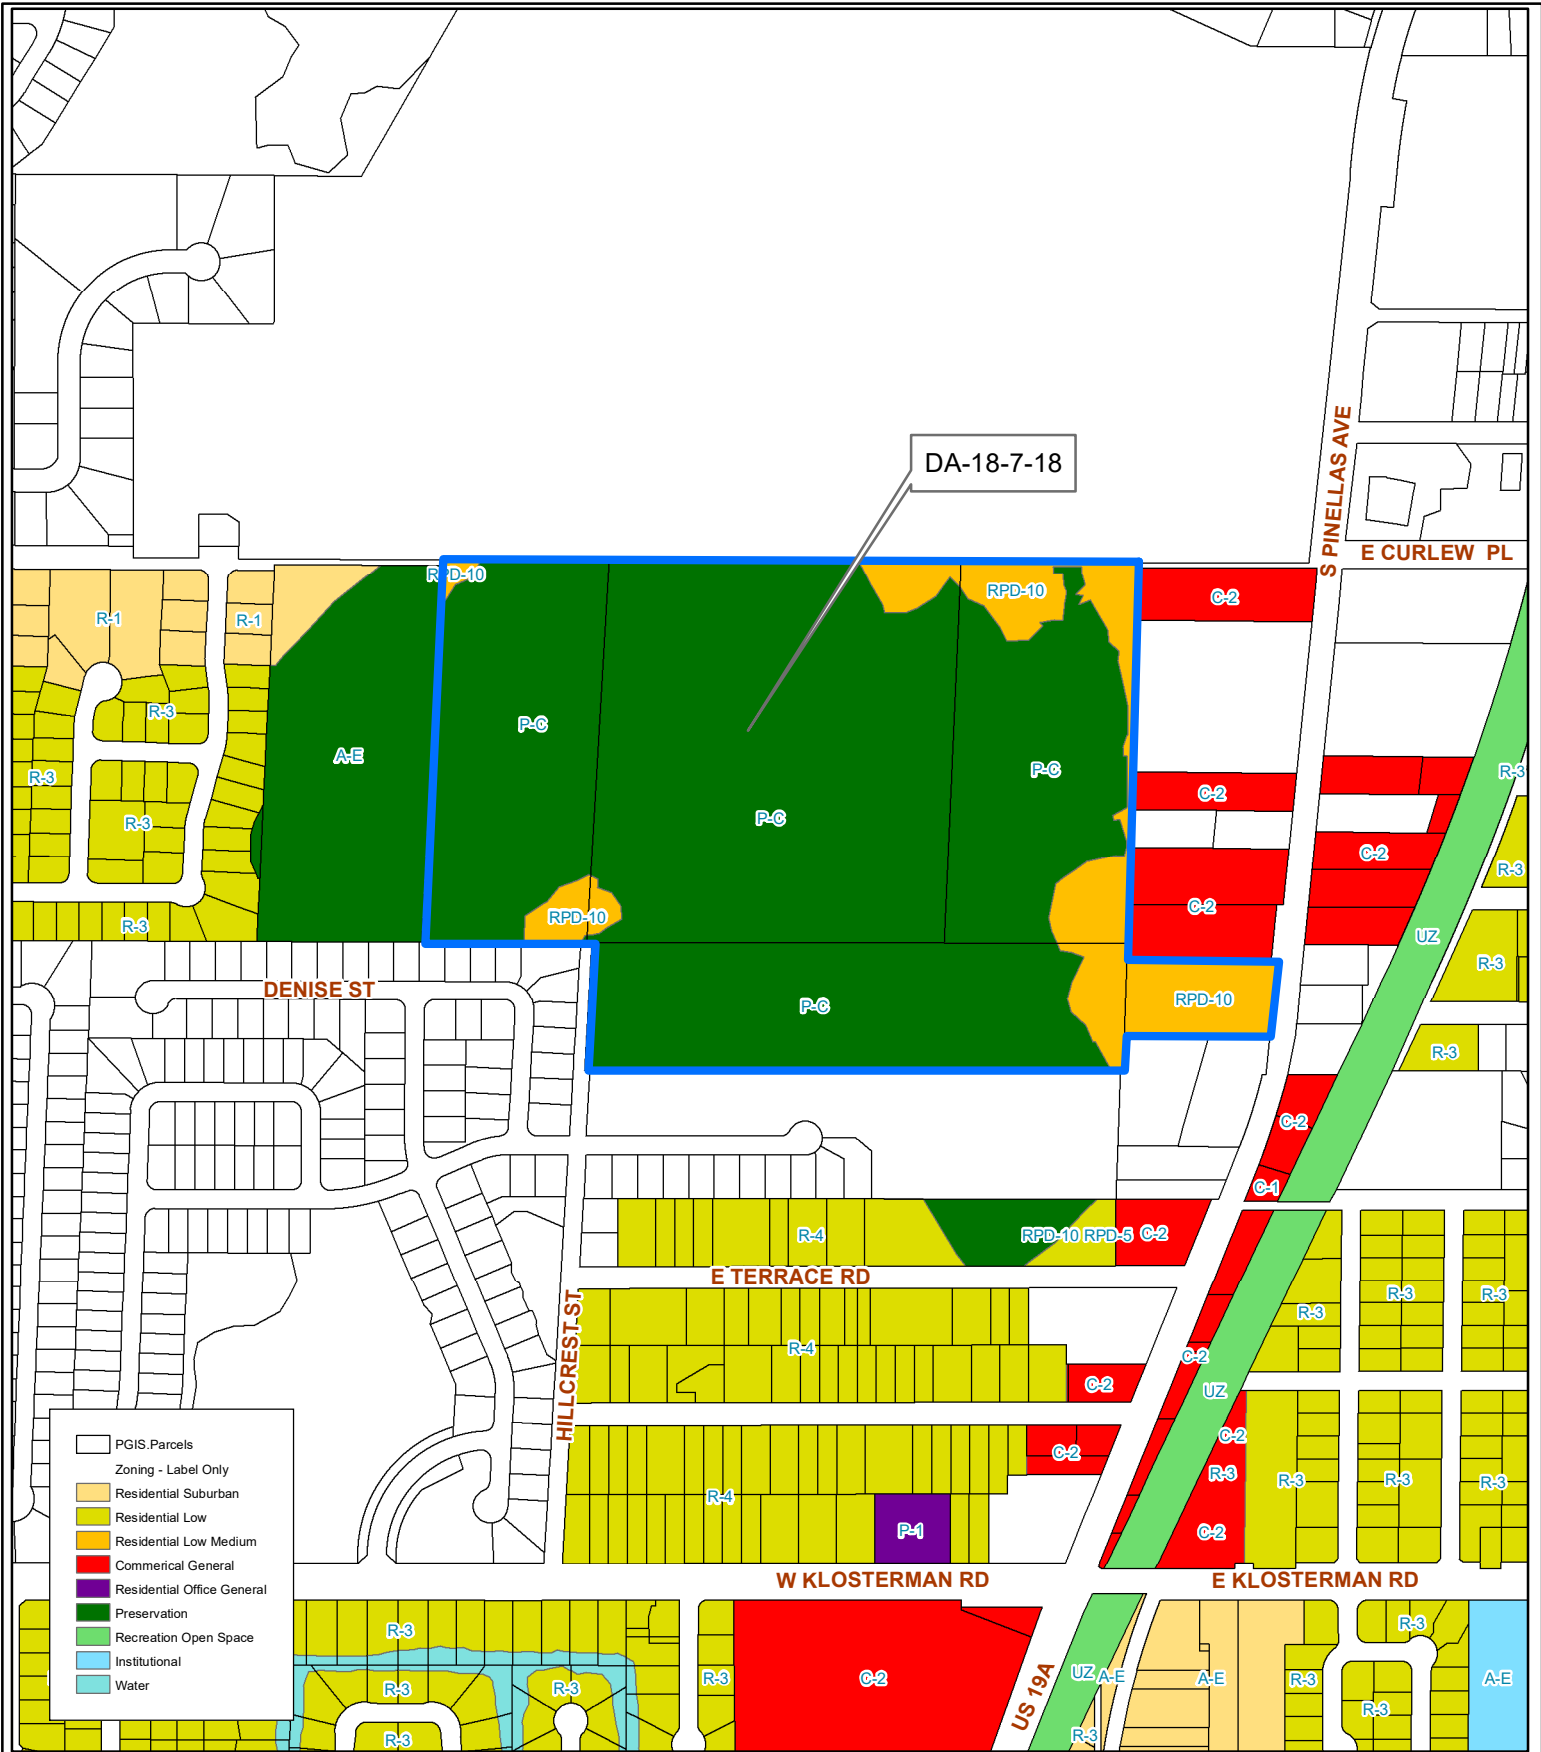 DA-18-7-18
S PINELLAS AVE
E CURLEW PL
RPD-10
RPD-10
C-2
R-1
R-1
R-3
P-C
A-E
P-C
R-3
R-3
C-2
P-C
R-3
C-2
R-3
RPD-10
C-2
R-3
UZ
R-3
DENISE ST
P-C
RPD-10
R-3
C-2
C-1
R-4
RPD-10
RPD-5
C-2
E TERRACE RD
R-3
R-3
R-3
HILLCREST ST
R-4
C-2
C-2
UZ
C-2
C-2
R-3
R-3
R-3
R-3
R-4
P-1
C-2
W KLOSTERMAN RD
E KLOSTERMAN RD
PGIS.Parcels
Zoning - Label Only
Residential Suburban
Residential Low
Residential Low Medium
Commerical General
Residential Office General
Preservation
Recreation Open Space
Institutional
Water
R-3
R-3
R-3
R-3
R-3
C-2
US 19A
UZ
A-E
R-3
A-E
R-3
R-3
R-3
A-E